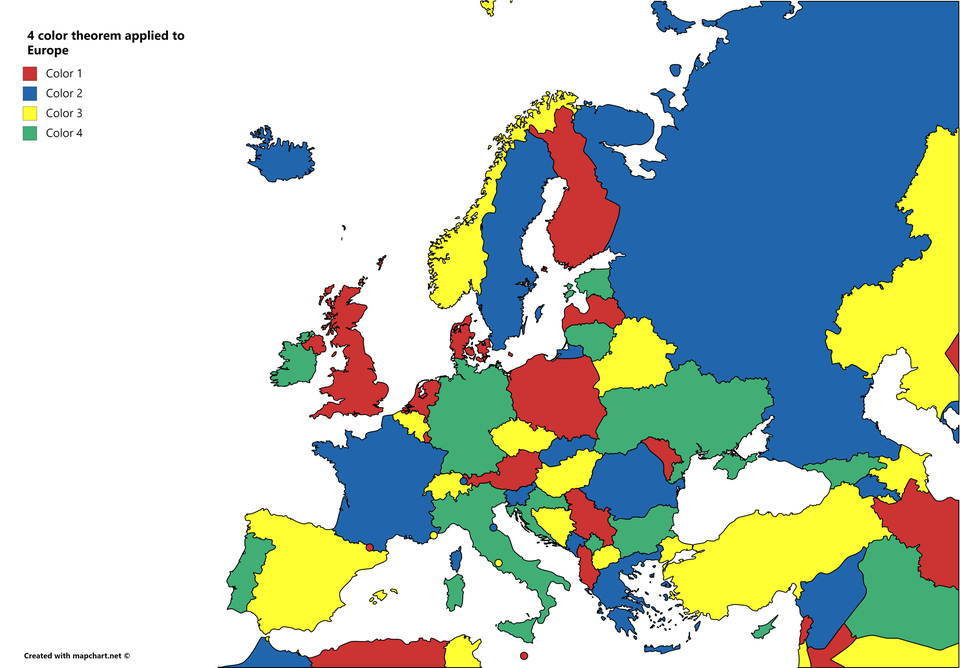 4 color theorem applied to
Europe
Color 1
Color 2
Color 3
Color 4
Created with mapchart.net ©